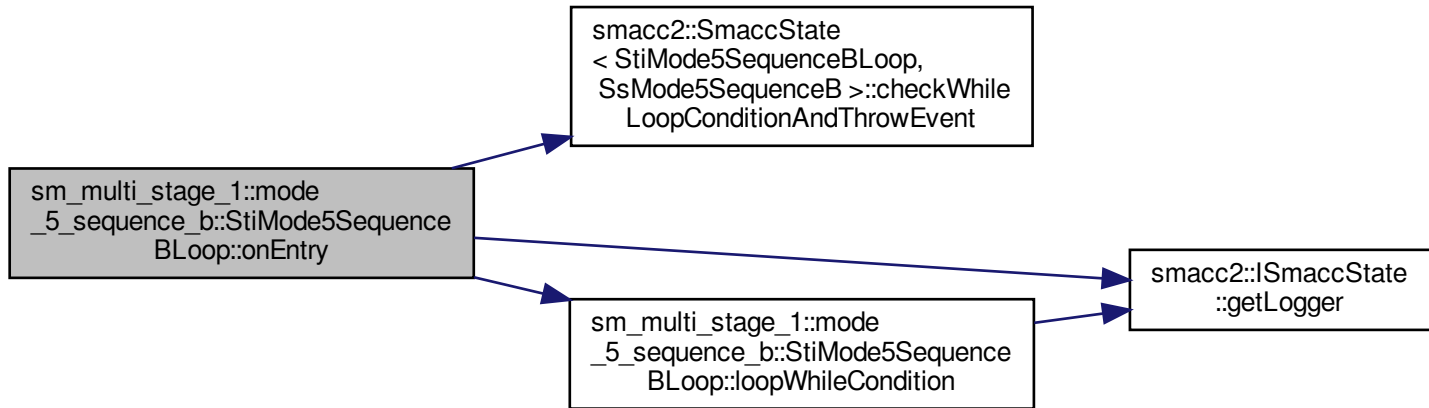 smacc2::SmaccState
< StiMode5SequenceBLoop,
SsMode5SequenceB >::checkWhile
LoopConditionAndThrowEvent
sm_multi_stage_1::mode
_5_sequence_b::StiMode5Sequence
BLoop::onEntry
smacc2::ISmaccState
::getLogger
sm_multi_stage_1::mode
_5_sequence_b::StiMode5Sequence
BLoop::loopWhileCondition